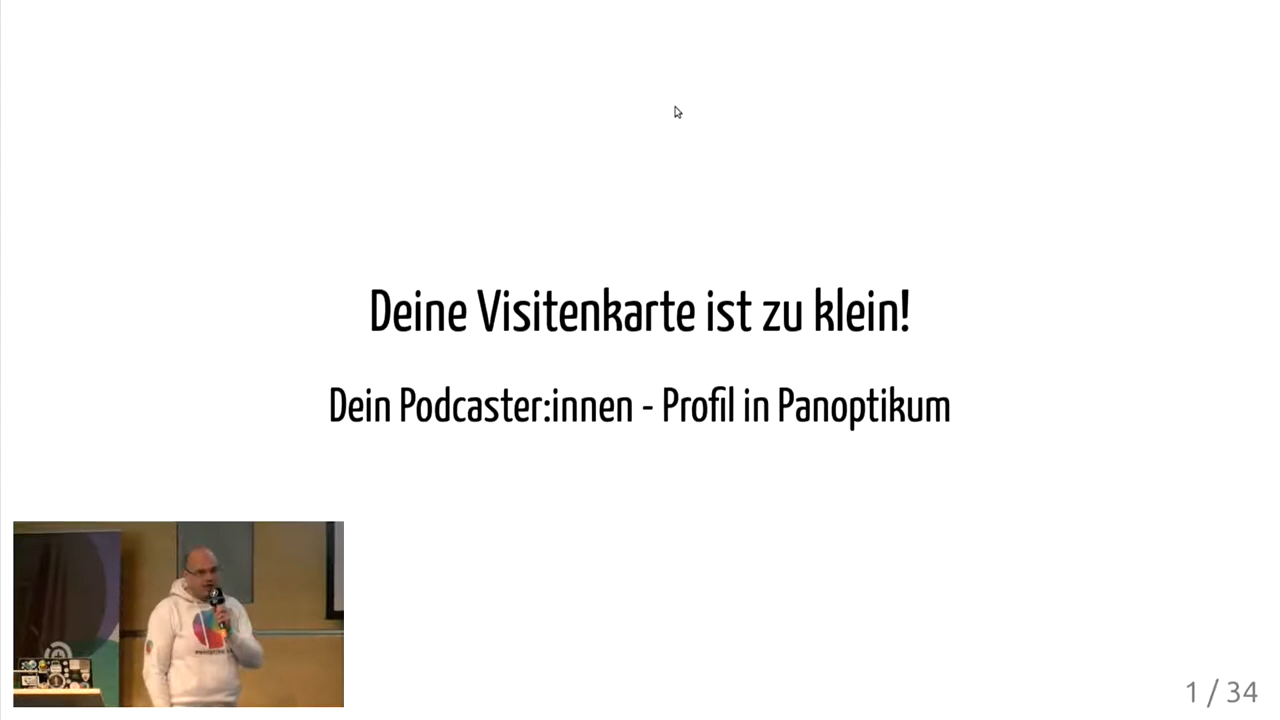 Deine Visitenkarte ist zu klein!
Dein Podcaster:innen - Profil in Panoptikum
1 / 34